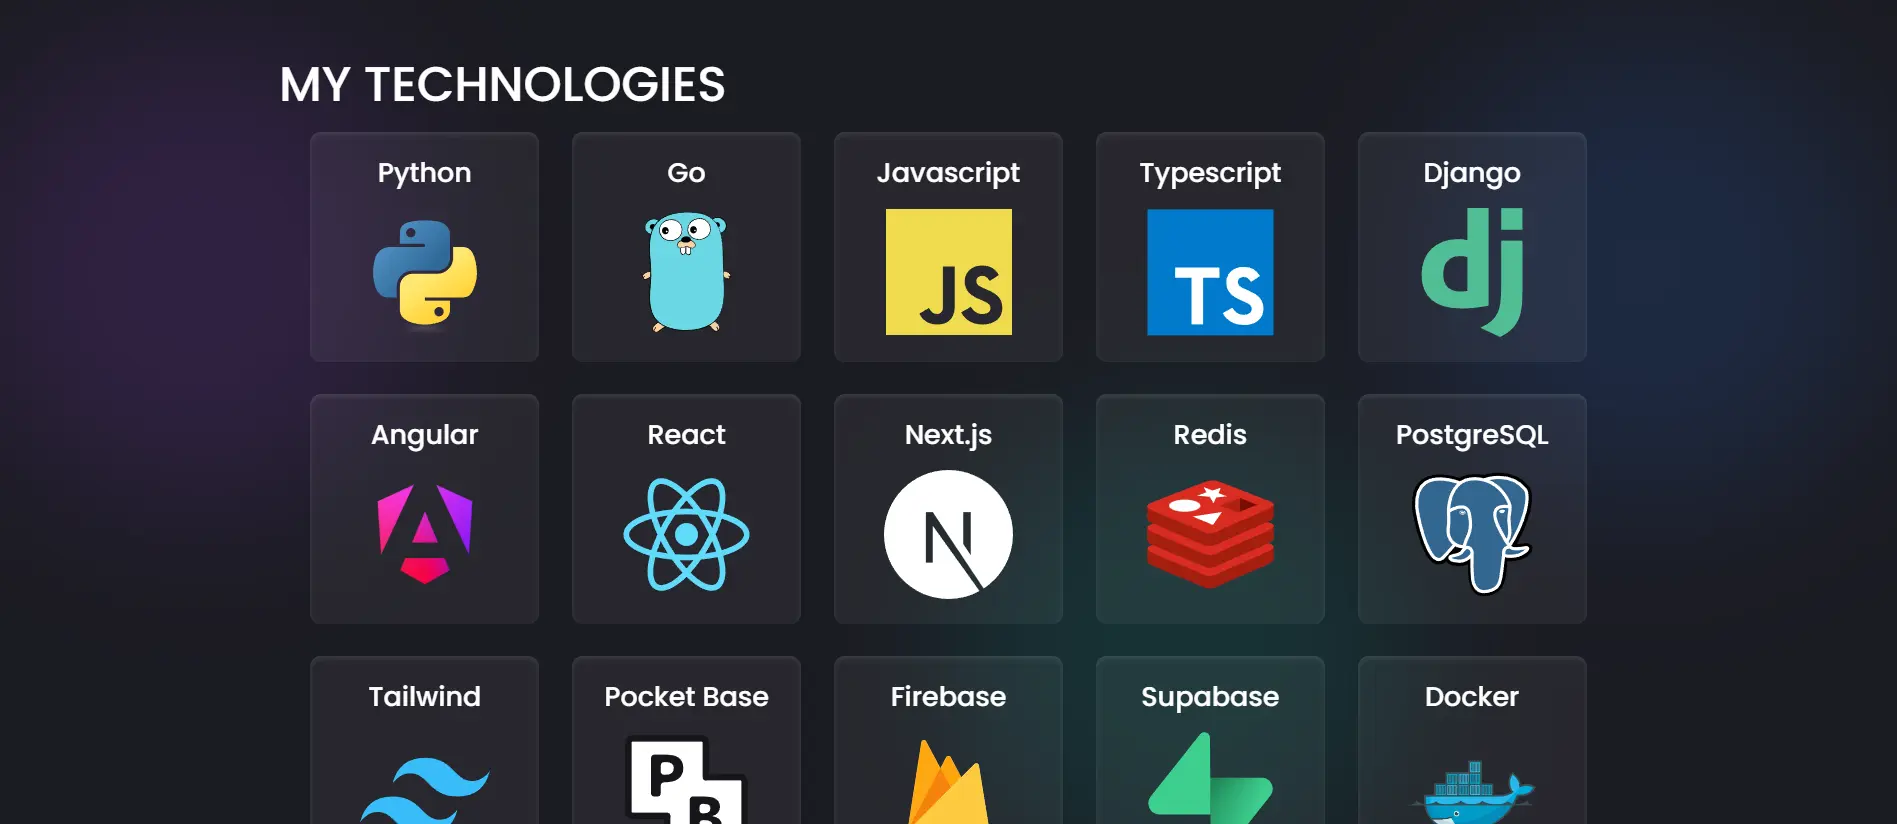 MY TECHNOLOGIES
Python Go Javascript Typescript Django
JS TS dj
Angular React Next.js Redis PostgreSQL
A N
Tailwind Pocket Base Firebase Supabase Docker
P
B